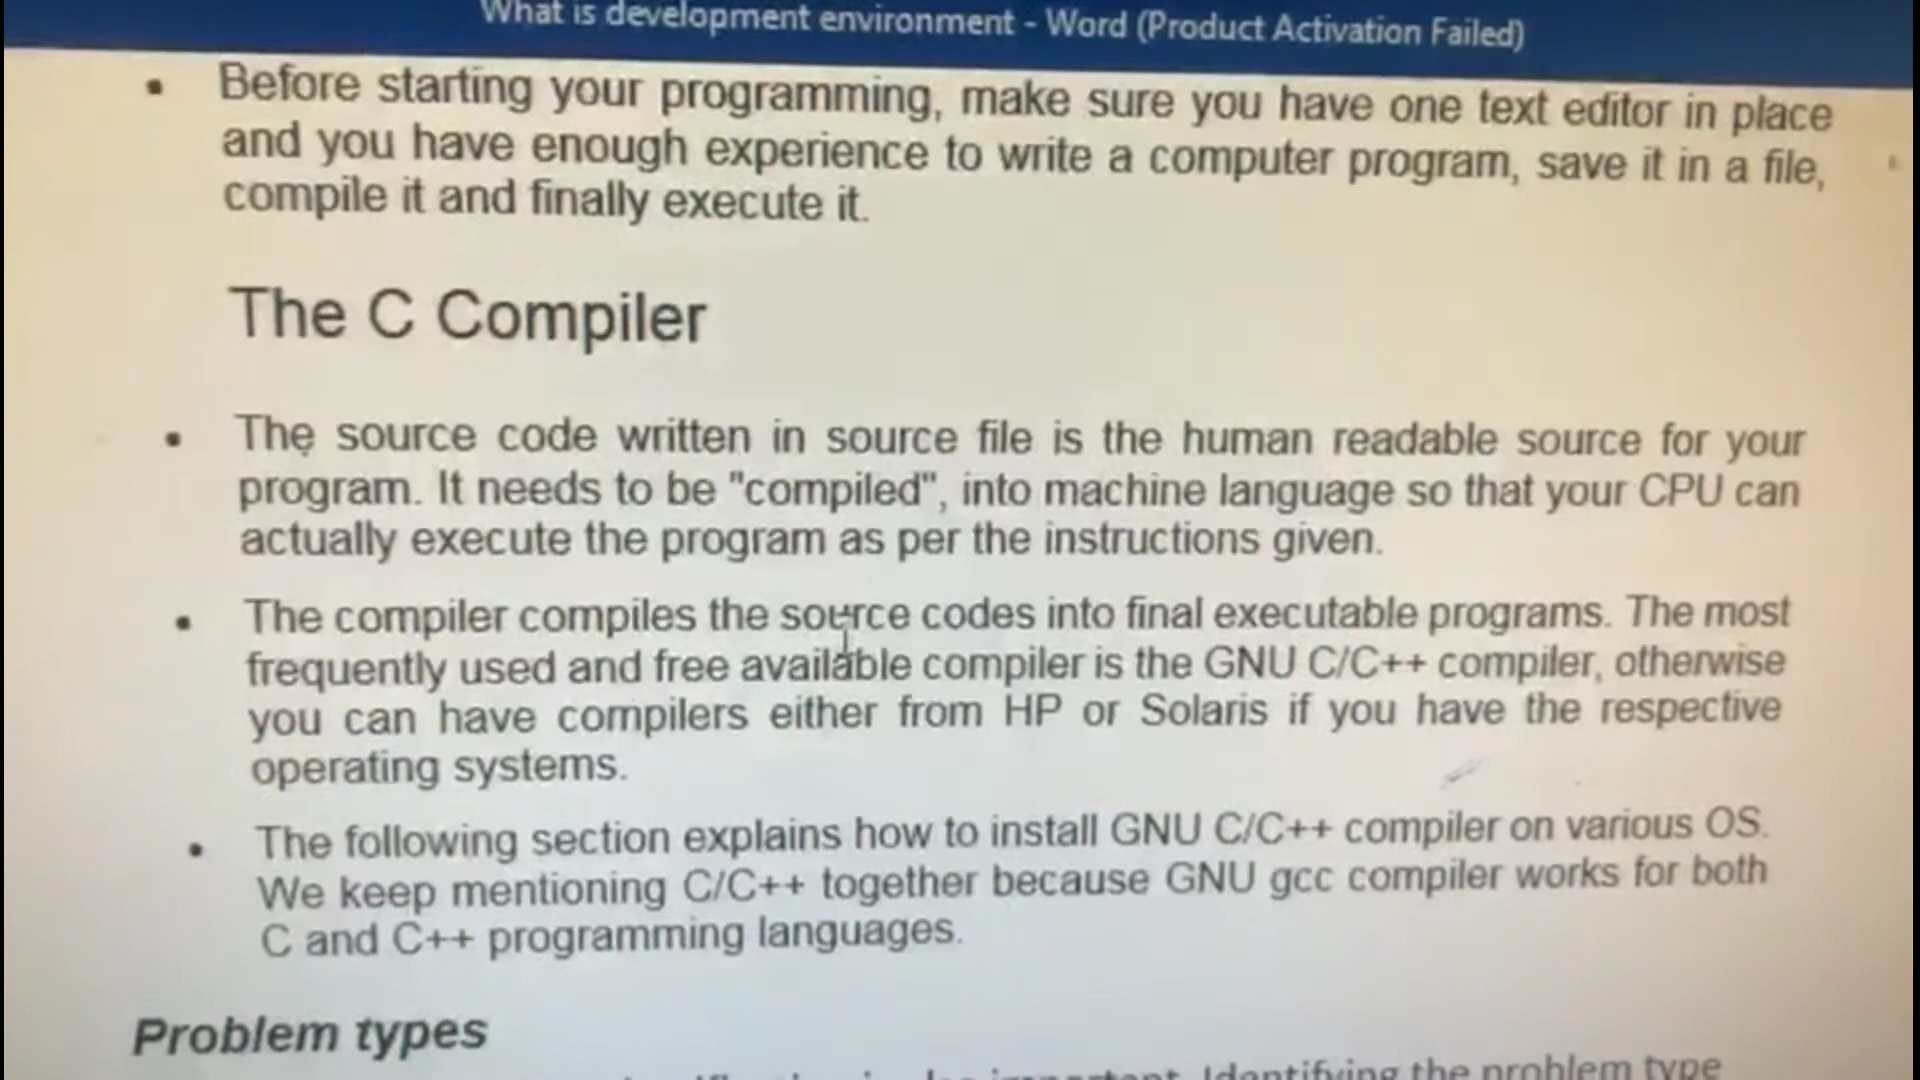 What is development environment - Word (Product Activation Failed)
• Before starting your programming, make sure you have one text editor in place
and you have enough experience to write a computer program, save it in a file,
compile it and finally execute it.
The C Compiler
• The source code written in source file is the human readable source for your
program. It needs to be "compiled", into machine language so that your CPU can
actually execute the program as per the instructions given.
• The compiler compiles the source codes into final executable programs. The most
frequently used and free available compiler is the GNU C/C++ compiler, otherwise
you can have compilers either from HP or Solaris if you have the respective
operating systems.
• The following section explains how to install GNU C/C++ compiler on various OS.
We keep mentioning C/C++ together because GNU gcc compiler works for both
C and C++ programming languages.
Problem types
important. Identifying the problem type